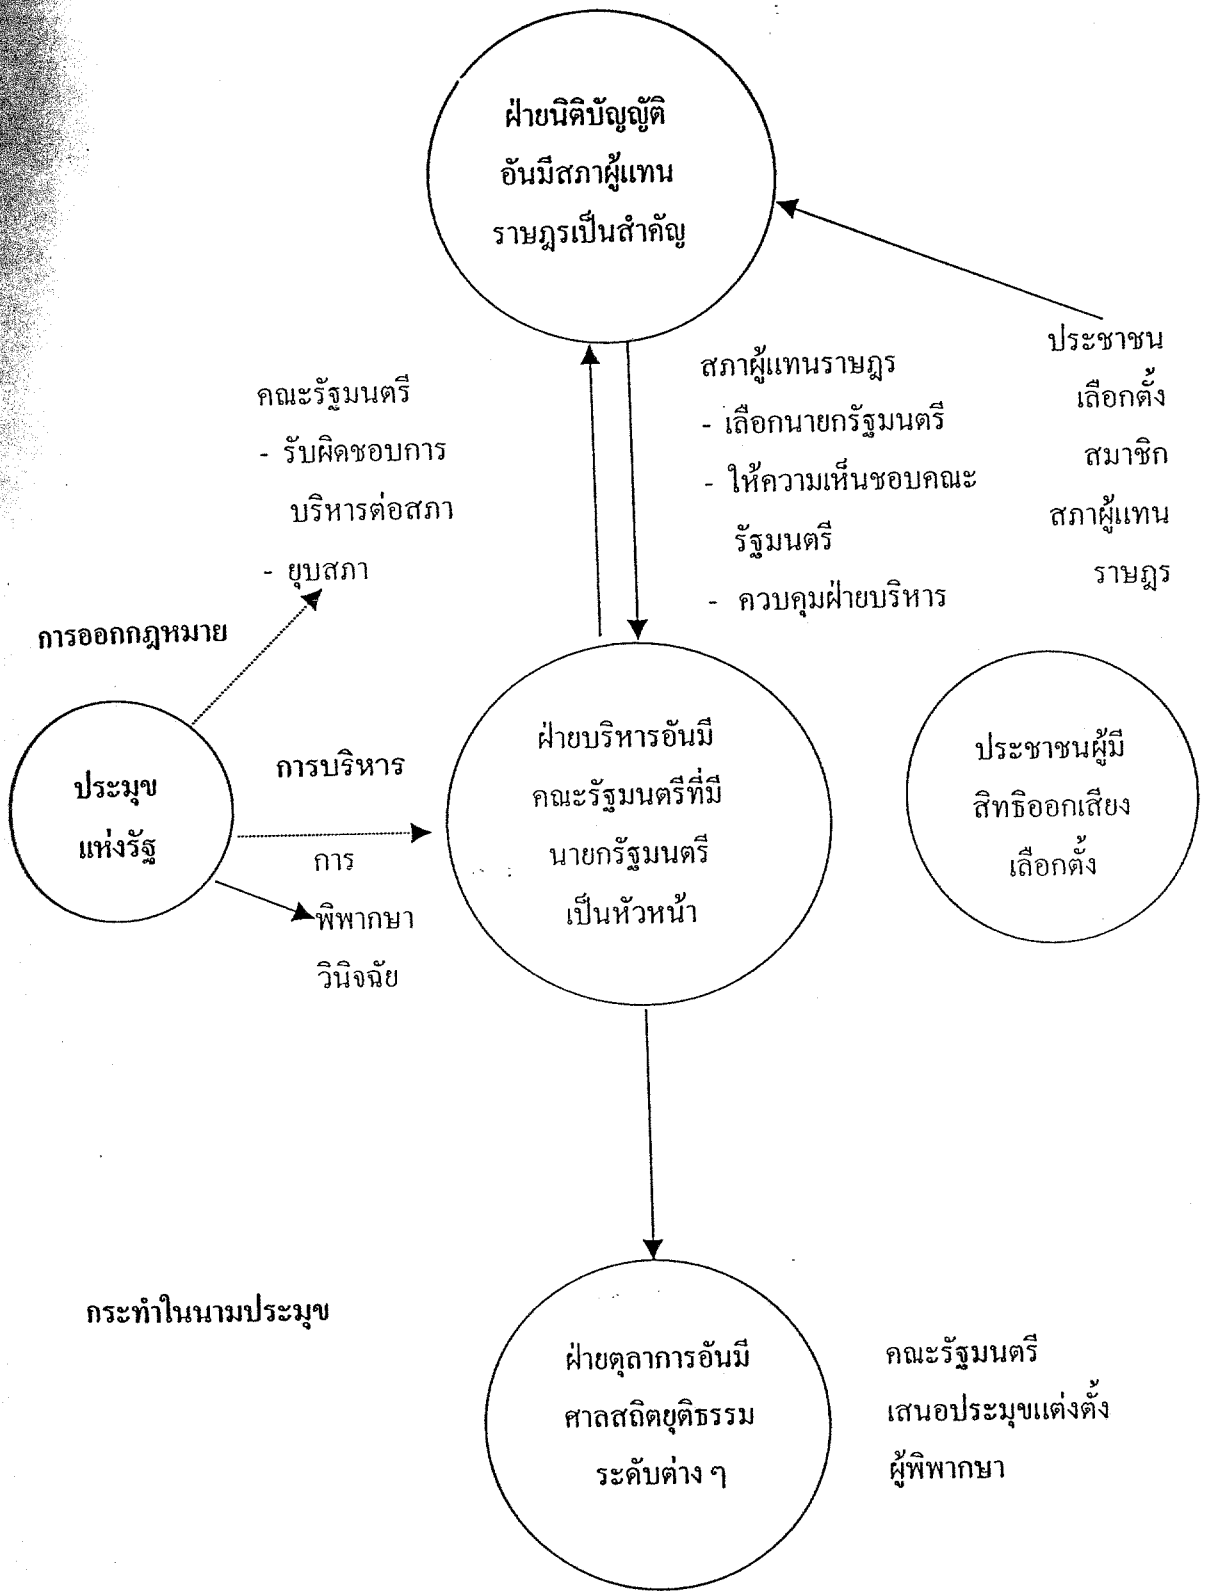 ฝ่ายนิติบัญญัติ
อันมีสภาผู้แทน
ราษฎรเป็นสำคัญ
คณะรัฐมนตรี
- รับผิดชอบการ
บริหารต่อสภา
- ยุบสภา
สภาผู้แทนราษฎร
- เลือกนายกรัฐมนตรี
- ให้ความเห็นชอบคณะ
รัฐมนตรี
- ควบคุมฝ่ายบริหาร
ประชาชน
เลือกตั้ง
สมาชิก
สภาผู้แทน
ราษฎร
การออกกฎหมาย
ประมุข
แห่งรัฐ
การบริหาร
การ
พิพากษา
วินิจฉัย
ฝ่ายบริหารอันมี
คณะรัฐมนตรีที่มี
นายกรัฐมนตรี
เป็นหัวหน้า
ประชาชนผู้มี
สิทธิออกเสียง
เลือกตั้ง
กระทำในนามประมุข
ฝ่ายตุลาการอันมี
ศาลสถิตยุติธรรม
ระดับต่าง ๆ
คณะรัฐมนตรี
เสนอประมุขแต่งตั้ง
ผู้พิพากษา